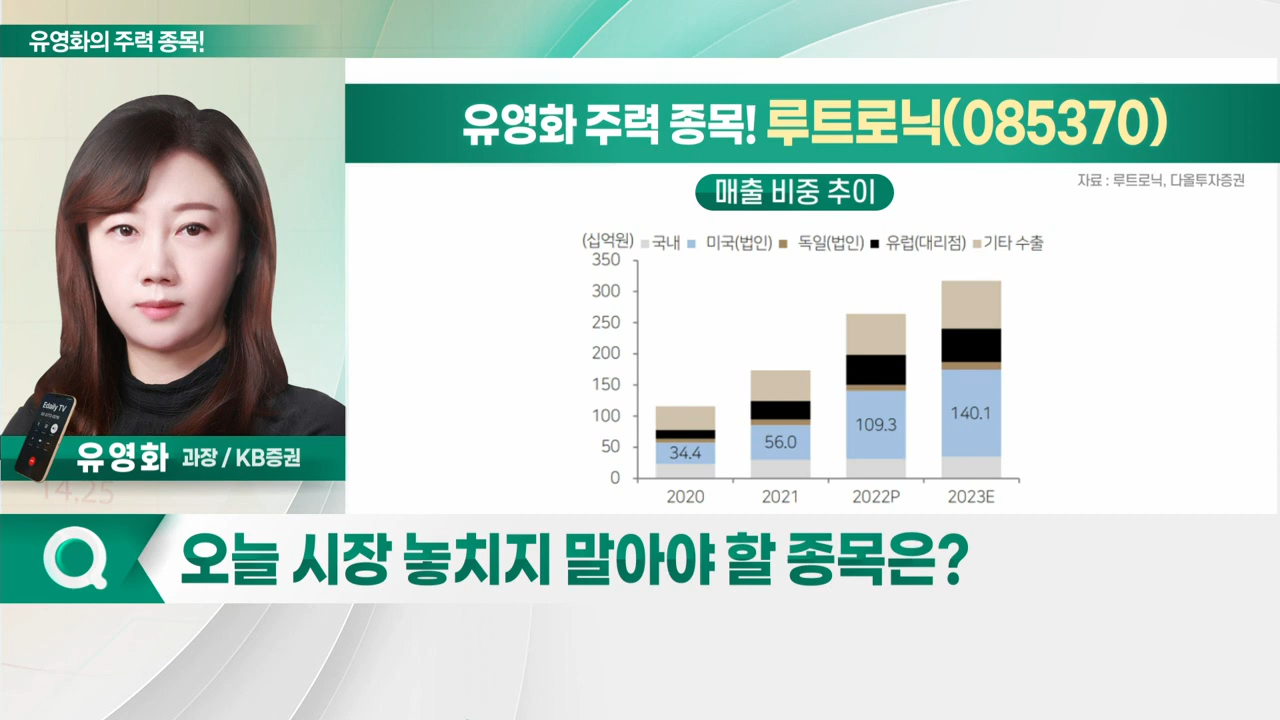 유영화의 주력 종목!
유영화 주력 종목! 루트로닉(085370)
매출 비중 추이
자료 : 루트로닉, 다올투자증권
(십억원) 국내 미국(법인) 독일(법인) 유럽(대리점) 기타 수출
350
300
250
200
150
100
50
0
34.4
56.0
109.3
140.1
2020 2021 2022P 2023E
Edaily TV
유영화 과장 / KB증권
14:25
오늘 시장 놓치지 말아야 할 종목은?